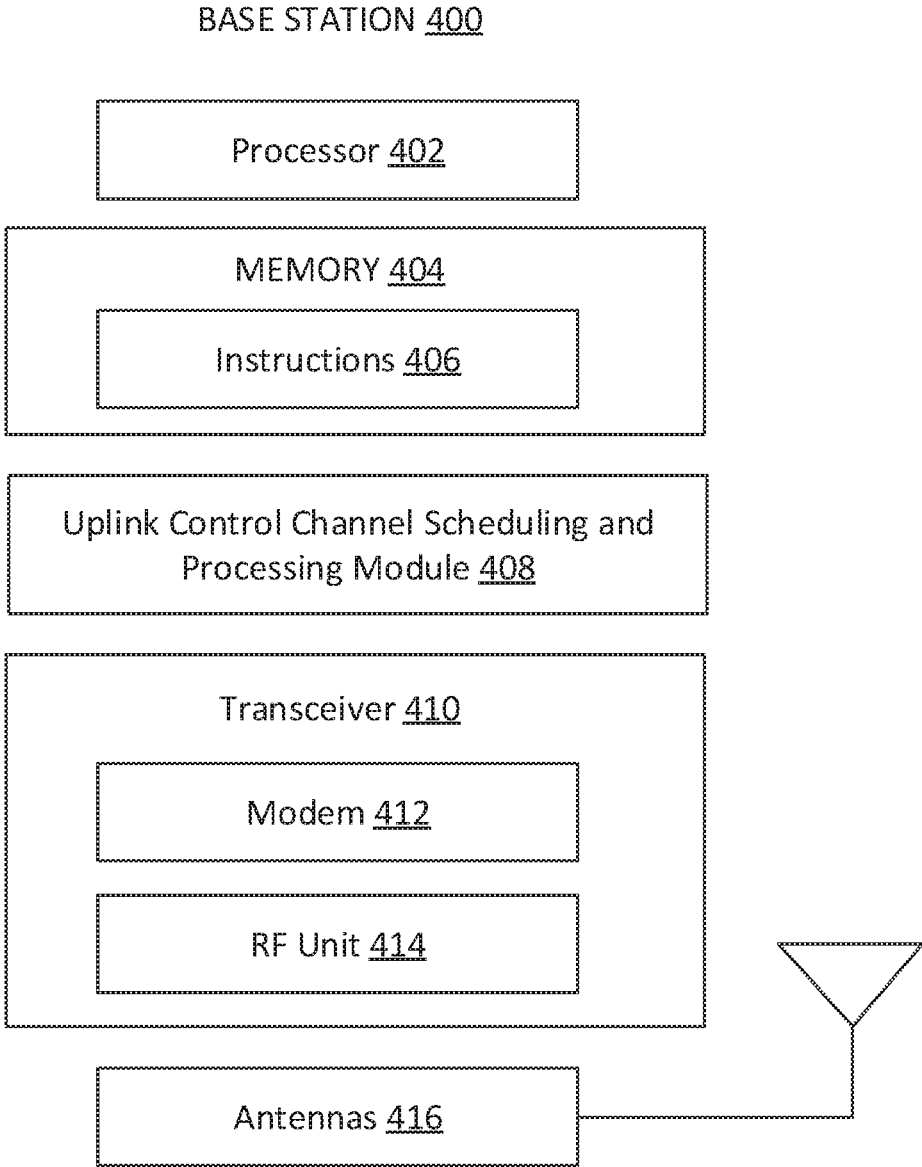 BASE STATION 400
Processor 402
MEMORY 404
Instructions 406
Uplink Control Channel Scheduling and
Processing Module 408
Transceiver 410
Modem 412
RF Unit 414
Antennas 416